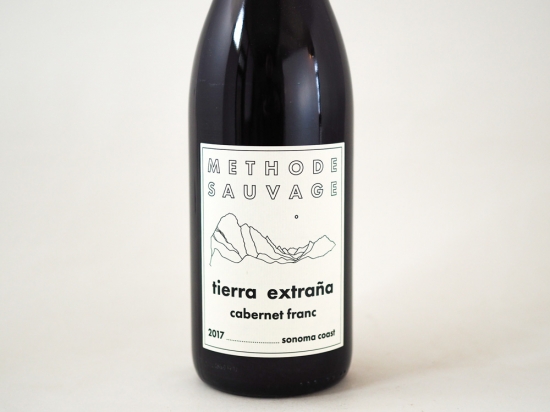 METHODE
SAUVAGE
tierra extraña
cabernet franc
2017 ........................ sonoma coast